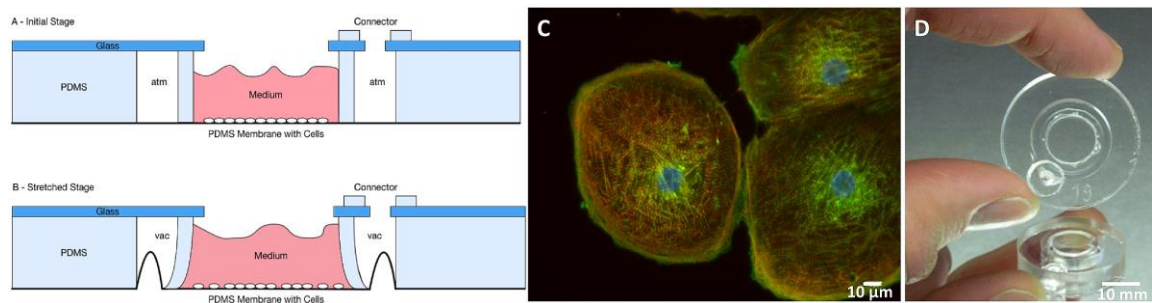 A - Initial Stage
Connector
Glass
PDMS
atm
atm
Medium
PDMS Membrane with Cells
B - Stretched Stage
Connector
Glass
PDMS
vac
vac
Medium
PDMS Membrane with Cells
C
10 µm
D
19
10 mm